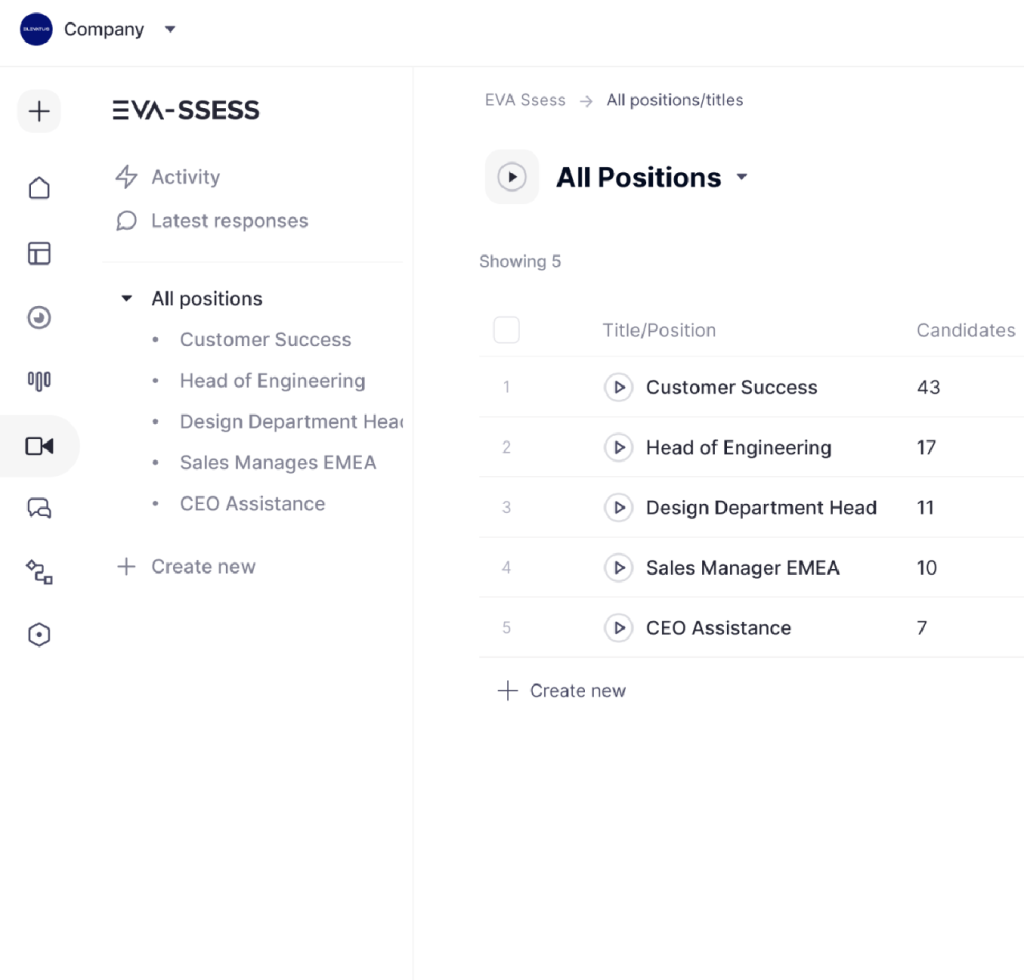 ELEVATUS
Company
EVA-SSESS
Activity
Latest responses
All positions
• Customer Success
• Head of Engineering
• Design Department Head
• Sales Manages EMEA
• CEO Assistance
Create new
EVA Ssess → All positions/titles
All Positions
Showing 5
Title/Position Candidates
1 Customer Success 43
2 Head of Engineering 17
3 Design Department Head 11
4 Sales Manager EMEA 10
5 CEO Assistance 7
Create new